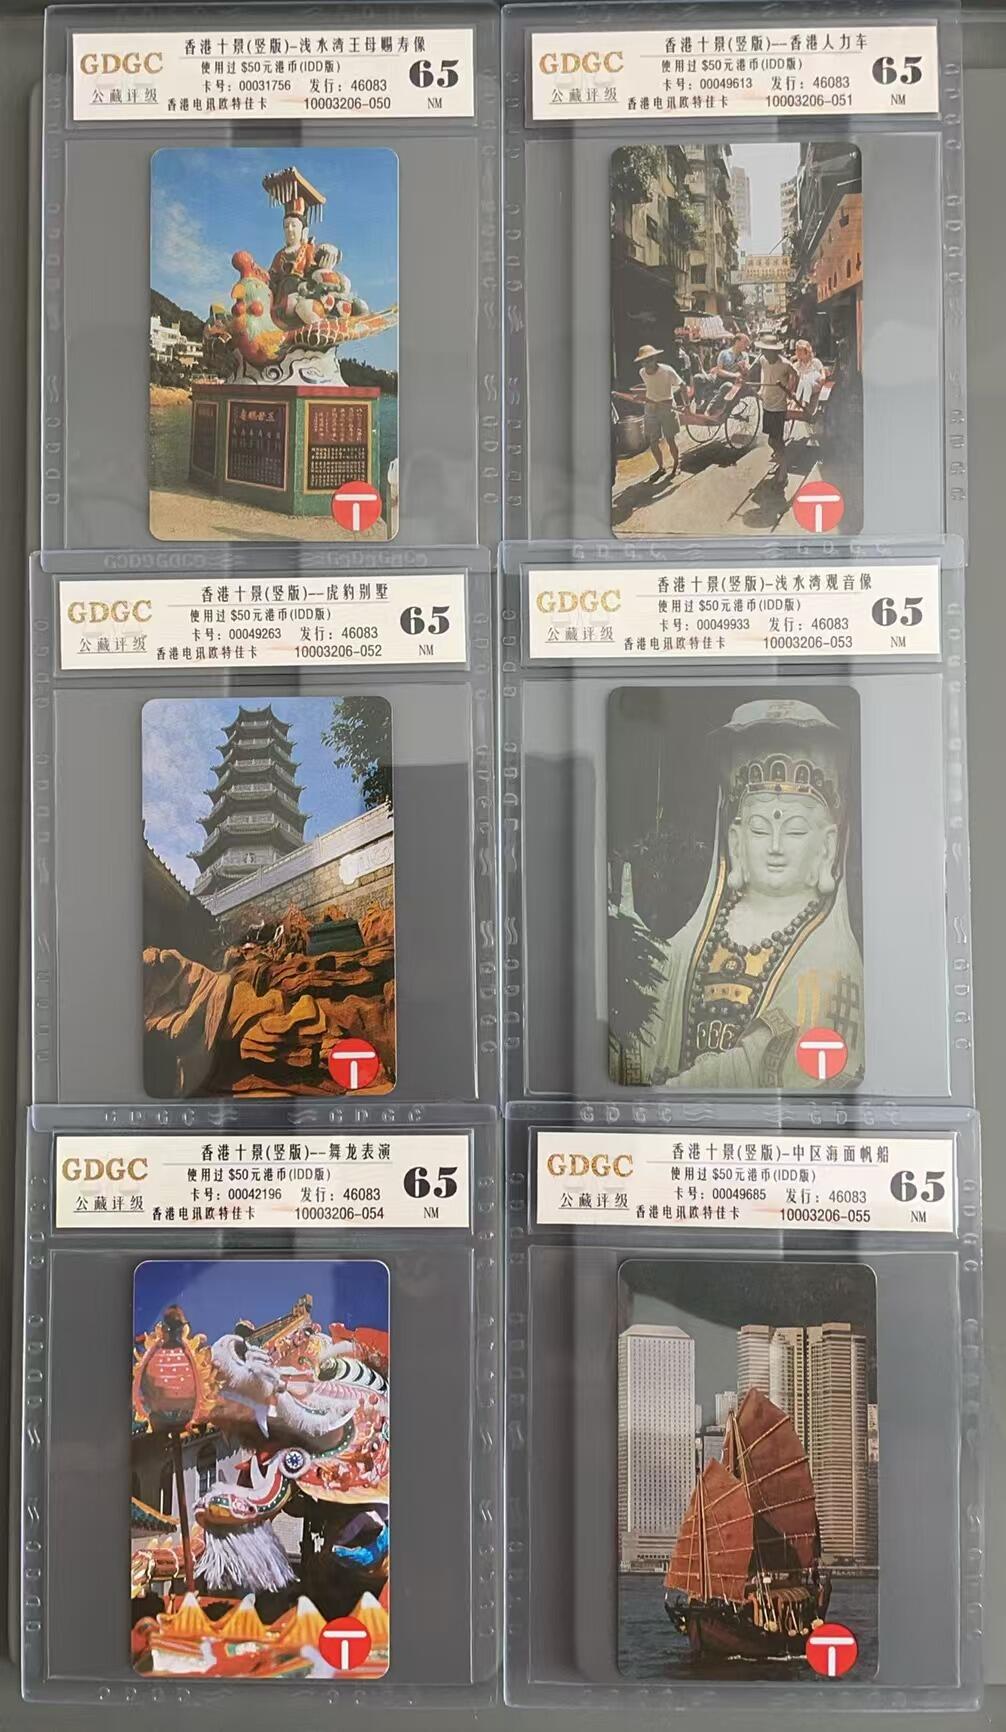 GDGC
公藏评级
香港十景(竖版)-浅水湾王母赐寿像
使用过 $50元港币(IDD版)
卡号: 00031756 发行: 46083
香港电讯欧特佳卡 10003206-050
65
NM
GDGC
公藏评级
香港十景(竖版)--香港人力车
使用过 $50元港币(IDD版)
卡号: 00049613 发行: 46083
香港电讯欧特佳卡 10003206-051
65
NM
GDGC
公藏评级
香港十景(竖版)--虎豹别墅
使用过 $50元港币(IDD版)
卡号: 00049263 发行: 46083
香港电讯欧特佳卡 10003206-052
65
NM
GDGC
公藏评级
香港十景(竖版)-浅水湾观音像
使用过 $50元港币(IDD版)
卡号: 00049933 发行: 46083
香港电讯欧特佳卡 10003206-053
65
NM
GDGC
公藏评级
香港十景(竖版)--舞龙表演
使用过 $50元港币(IDD版)
卡号: 00042196 发行: 46083
香港电讯欧特佳卡 10003206-054
65
NM
GDGC
公藏评级
香港十景(竖版)-中区海面帆船
使用过 $50元港币(IDD版)
卡号: 00049685 发行: 46083
香港电讯欧特佳卡 10003206-055
65
NM